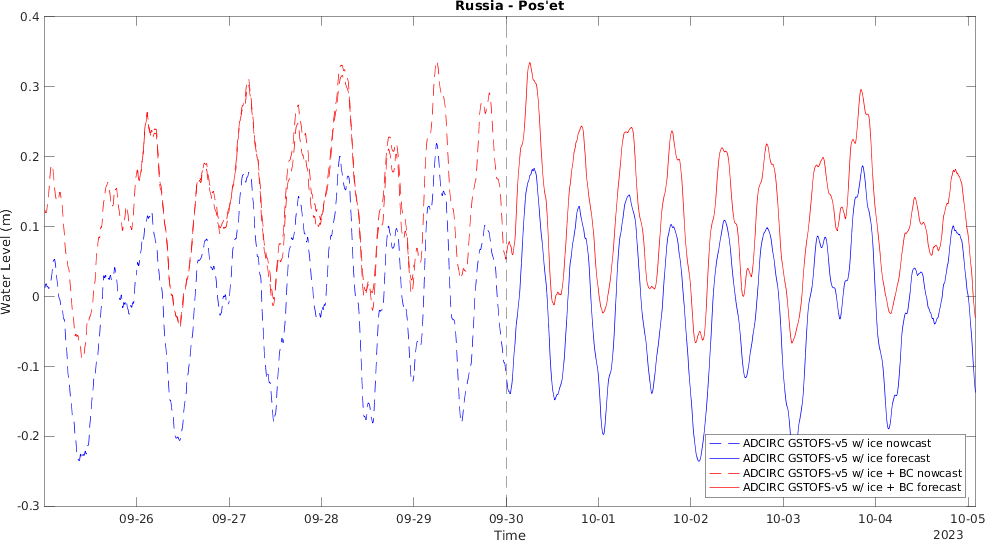 Russia - Pos'et
0.4
0.3
0.2
0.1
0
-0.1
-0.2
-0.3
Water Level (m)
ADCIRC GSTOFS-v5 w/ ice nowcast
ADCIRC GSTOFS-v5 w/ ice forecast
ADCIRC GSTOFS-v5 w/ ice + BC nowcast
ADCIRC GSTOFS-v5 w/ ice + BC forecast
09-26 09-27 09-28 09-29 09-30 10-01 10-02 10-03 10-04 10-05
Time 2023